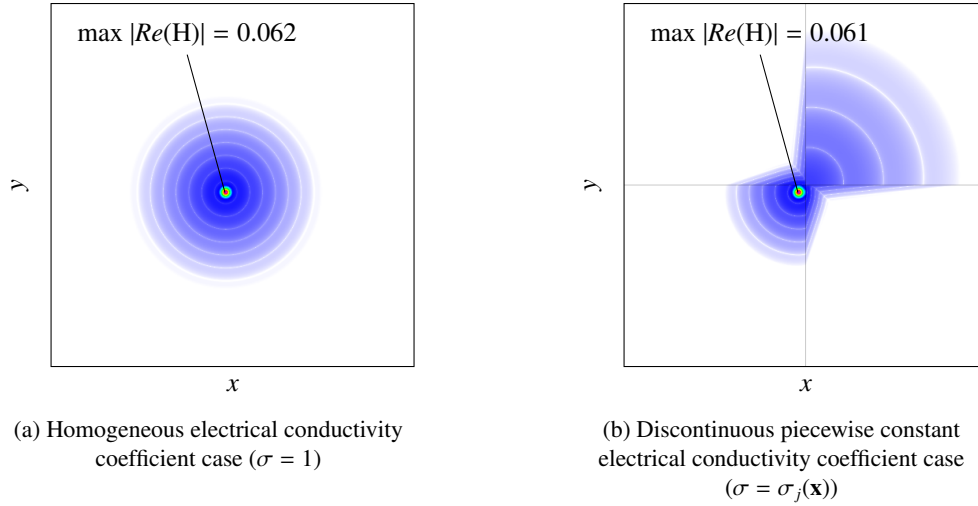 max |Re(H)| = 0.062
y
x
(a) Homogeneous electrical conductivity
coefficient case (σ = 1)
max |Re(H)| = 0.061
y
x
(b) Discontinuous piecewise constant
electrical conductivity coefficient case
(σ = σj(x))